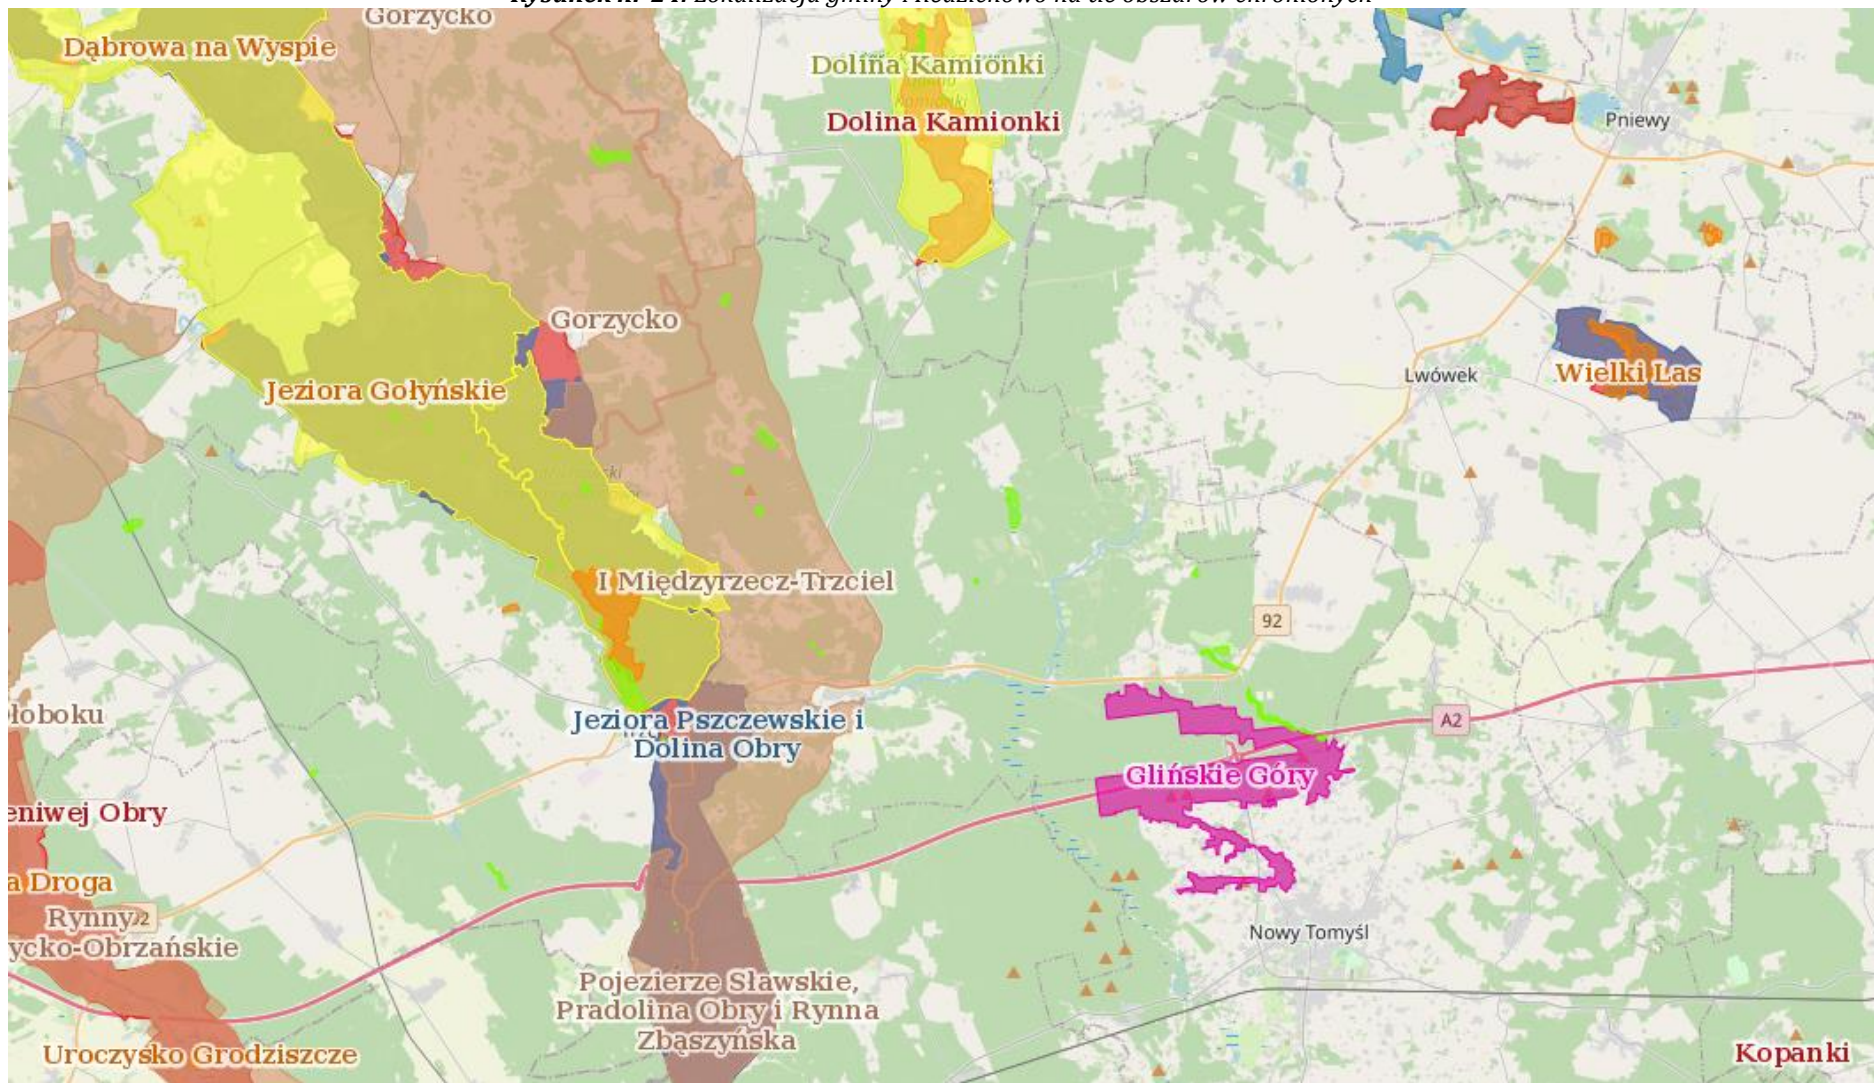 Gorzycko
Dąbrowa na Wyspie
Dolina Kamionki
Dolina Kamionki
Pniewy
Gorzycko
Jeziora Gołyńskie
Lwówek
Wielki Las
I Międzyrzecz-Trzciel
92
łoboku
Jeziora Pszczewskie i
Dolina Obry
A2
Glińskie Góry
eniwej Obry
a Droga
Rynny
ycko-Obrzańskie
Nowy Tomyśl
Pojezierze Sławskie,
Pradolina Obry i Rynna
Zbąszyńska
Uroczysko Grodziszcze
Kopanki